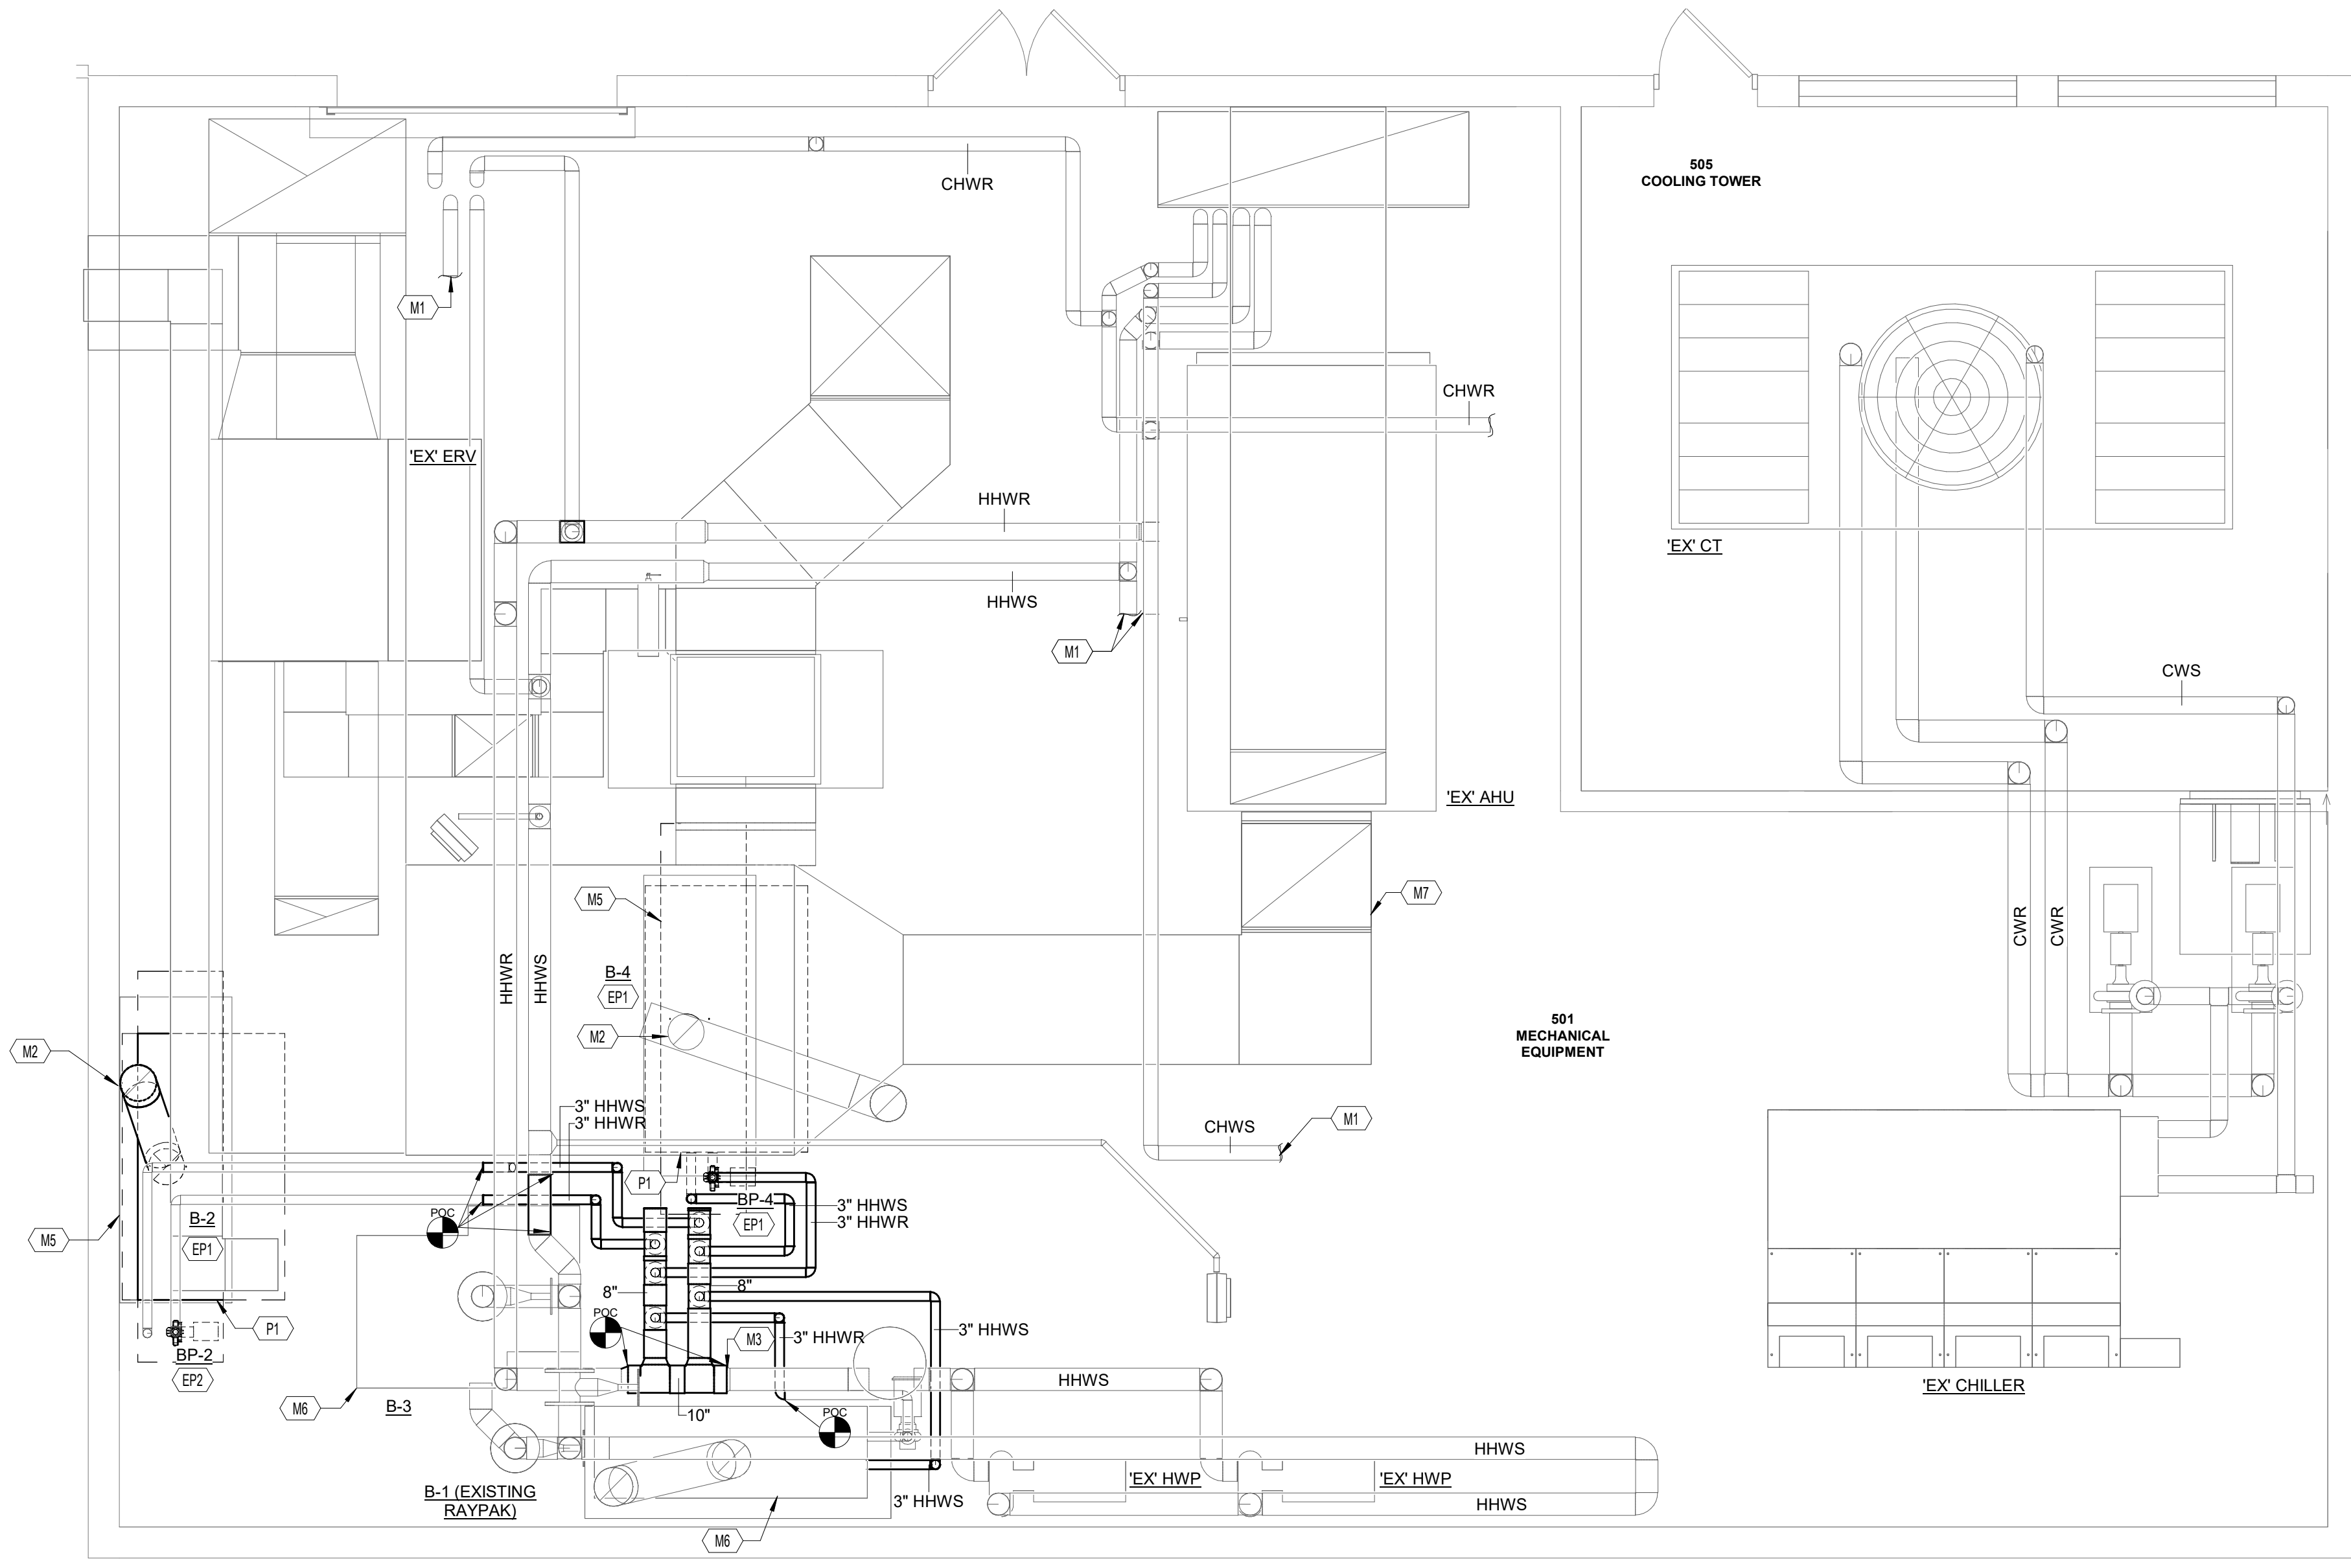 505
COOLING TOWER
CHWR
M1
CHWR
'EX' ERV
HHWR
'EX' CT
HHWS
M1
CWS
'EX' AHU
M7
M5
CWR
CWR
HHWR
HHWS
B-4
EP1
M2
501
MECHANICAL
EQUIPMENT
M2
3" HHWS
3" HHWR
CHWS
M1
P1
BP-4
EP1
3" HHWS
3" HHWR
POC
B-2
EP1
M5
8"
8"
POC
P1
M3
3" HHWR
3" HHWS
BP-2
EP2
HHWS
'EX' CHILLER
M6
B-3
10"
POC
HHWS
'EX' HWP
'EX' HWP
B-1 (EXISTING
RAYPAK)
3" HHWS
HHWS
M6